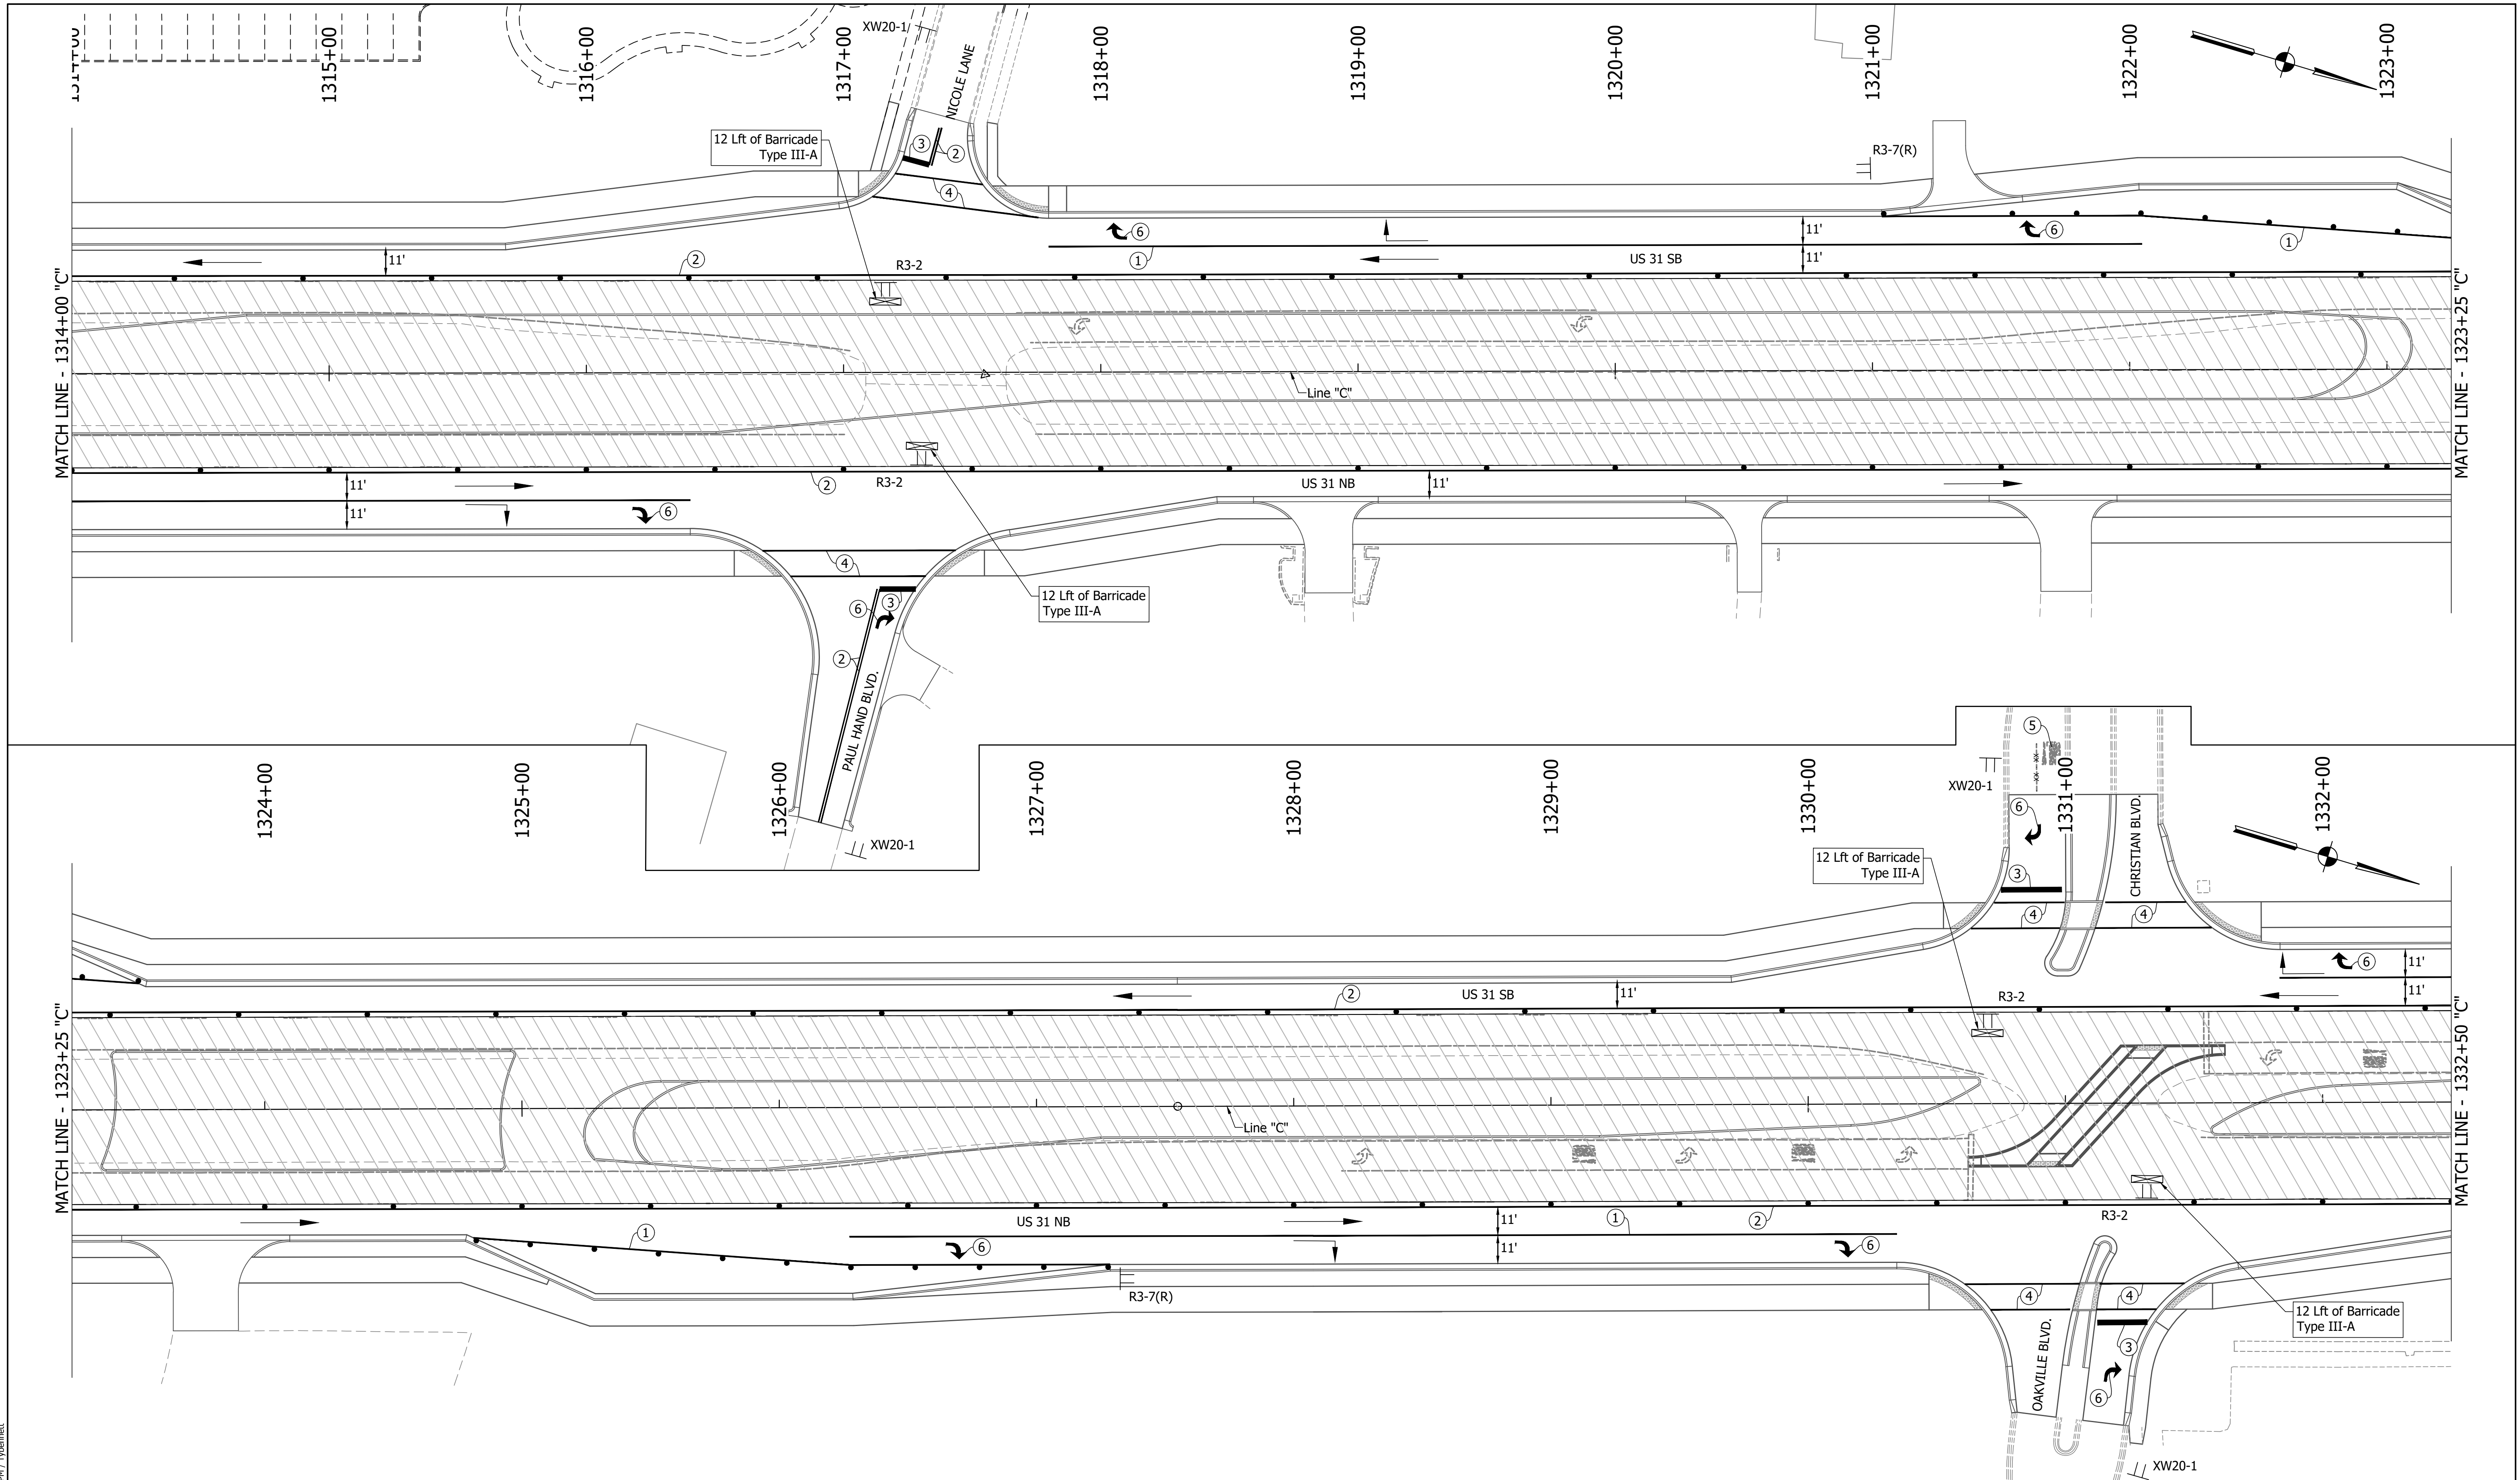 1315+00
1316+00
1317+00
1318+00
1319+00
1320+00
1321+00
1322+00
1323+00
XW20-1
NICOLE LANE
12 Lft of Barricade
Type III-A
3
2
4
R3-7(R)
6
6
1
11'
11'
2
R3-2
1
US 31 SB
11'
MATCH LINE - 1314+00 "C"
MATCH LINE - 1323+25 "C"
Line "C"
11'
2
R3-2
US 31 NB
11'
11'
6
4
12 Lft of Barricade
Type III-A
6
3
2
PAUL HAND BLVD.
XW20-1
1324+00
1325+00
1326+00
1327+00
1328+00
1329+00
1330+00
1331+00
1332+00
5
XX
XX
XW20-1
6
CHRISTIAN BLVD.
12 Lft of Barricade
Type III-A
3
4
4
6
11'
2
US 31 SB
11'
R3-2
11'
MATCH LINE - 1323+25 "C"
MATCH LINE - 1332+50 "C"
Line "C"
US 31 NB
11'
1
2
R3-2
1
6
11'
6
R3-7(R)
4
4
12 Lft of Barricade
Type III-A
3
OAKVILLE BLVD.
6
XW20-1